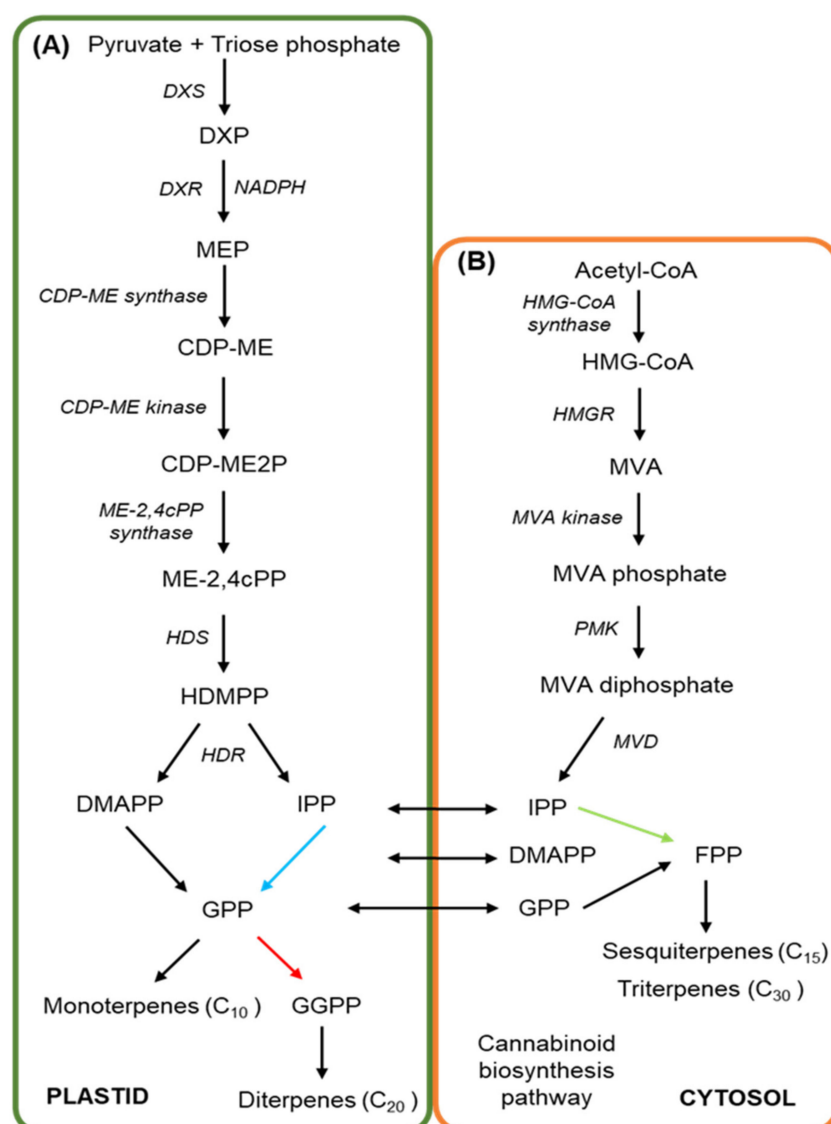 (A) Pyruvate + Triose phosphate
DXS
DXP
DXR NADPH
MEP
CDP-ME synthase
CDP-ME
CDP-ME kinase
CDP-ME2P
ME-2,4cPP
synthase
ME-2,4cPP
HDS
HDMPP
HDR
DMAPP IPP
GPP
Monoterpenes (C10 ) GGPP
Diterpenes (C20 )
PLASTID
(B)
Acetyl-CoA
HMG-CoA
synthase
HMG-CoA
HMGR
MVA
MVA kinase
MVA phosphate
PMK
MVA diphosphate
MVD
IPP
DMAPP FPP
GPP
Sesquiterpenes (C15)
Triterpenes (C30 )
Cannabinoid
biosynthesis
pathway
CYTOSOL